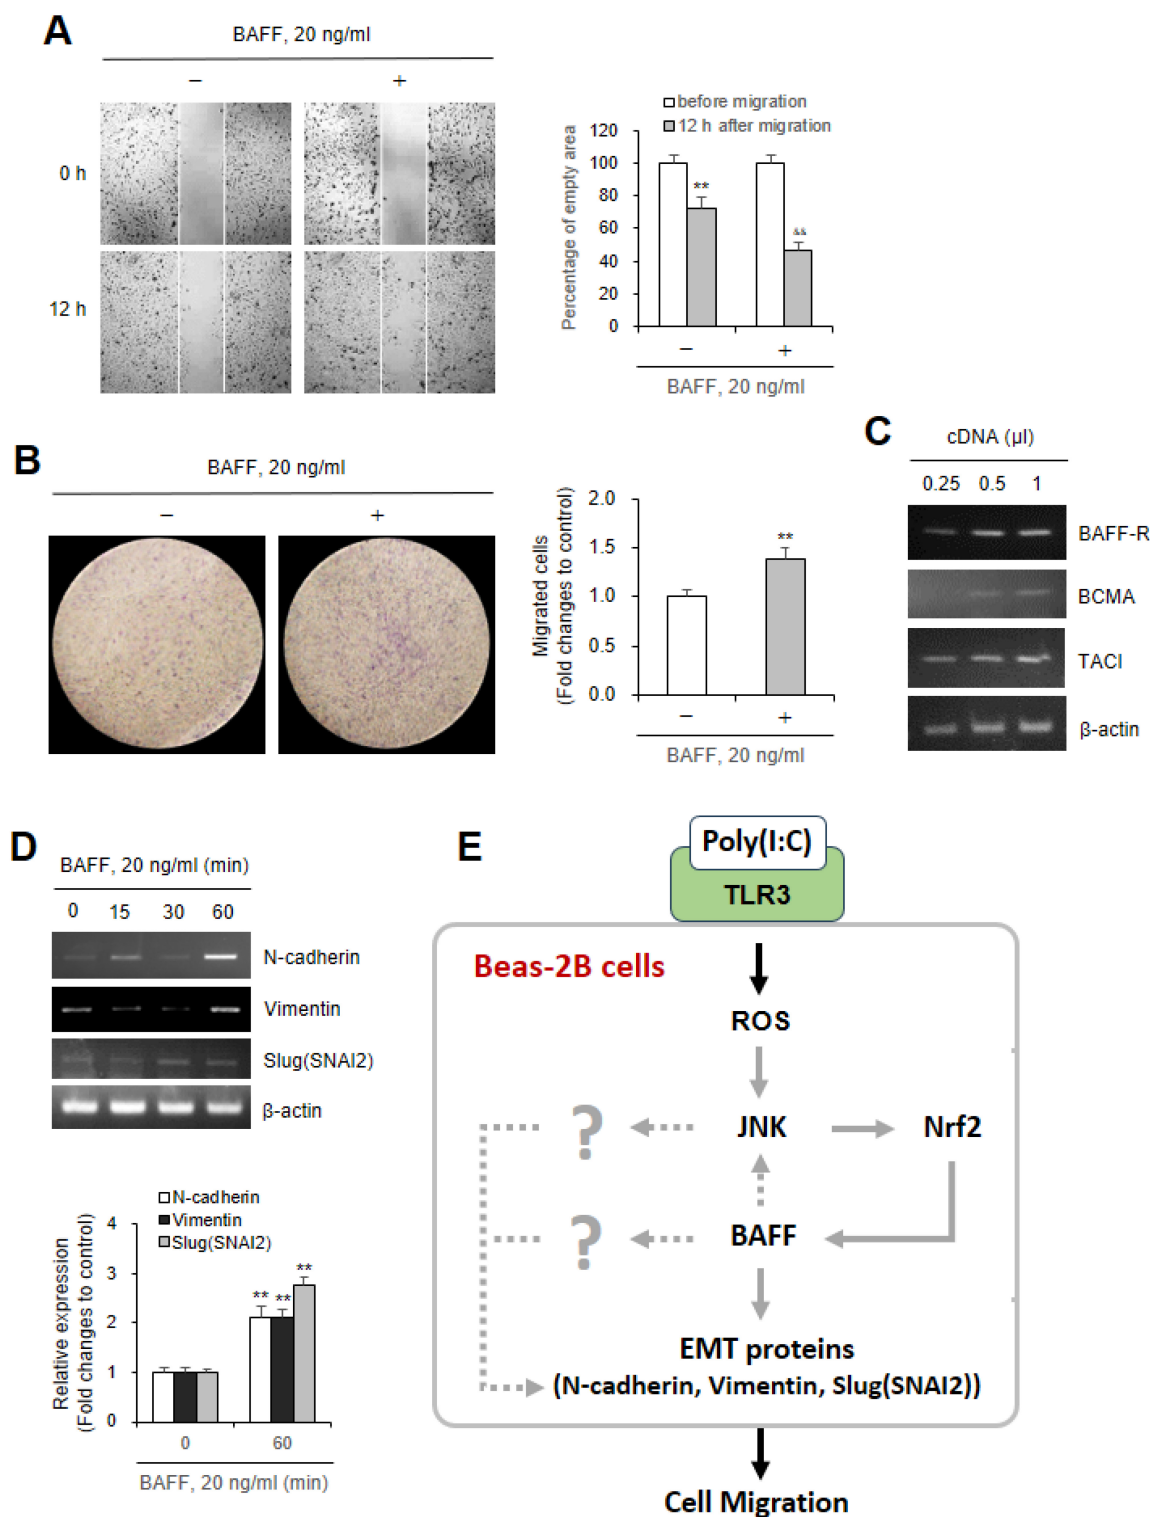 A
BAFF, 20 ng/ml
− +
0 h
12 h
before migration
12 h after migration
Percentage of empty area
120
100
80
60
40
20
0
**
&&
− +
BAFF, 20 ng/ml
B
BAFF, 20 ng/ml
− +
Migrated cells
(Fold changes to control)
2.0
1.5
1.0
0.5
0.0
**
− +
BAFF, 20 ng/ml
C
cDNA (µl)
0.25 0.5 1
BAFF-R
BCMA
TACI
β-actin
D
BAFF, 20 ng/ml (min)
0 15 30 60
N-cadherin
Vimentin
Slug(SNAI2)
β-actin
N-cadherin
Vimentin
Slug(SNAI2)
Relative expression
(Fold changes to control)
4
3
2
1
0
** ** **
0 60
BAFF, 20 ng/ml (min)
E
Poly(I:C)
TLR3
Beas-2B cells
ROS
? JNK Nrf2
? BAFF
EMT proteins
(N-cadherin, Vimentin, Slug(SNAI2))
Cell Migration